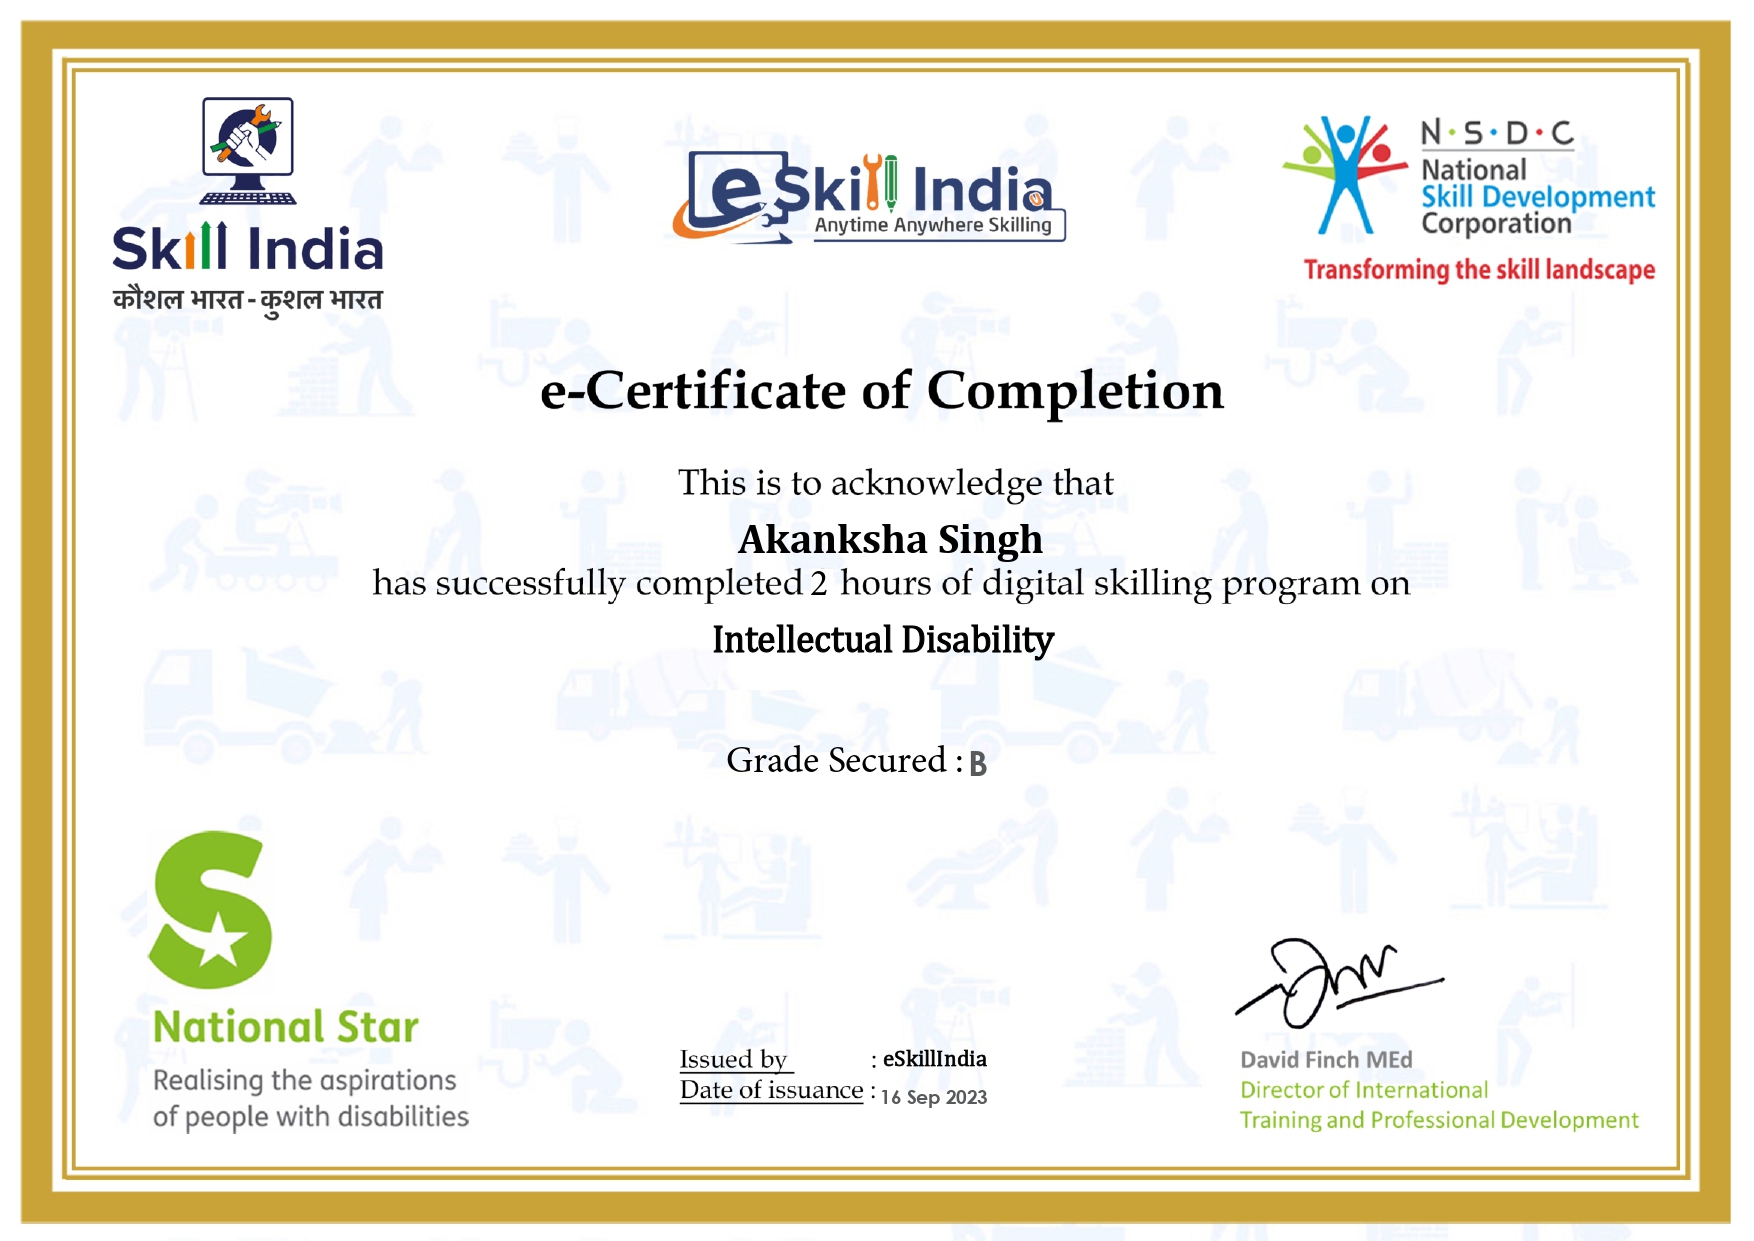 Skill India
कौशल भारत - कुशल भारत
eSkill India
Anytime Anywhere Skilling
N·S·D·C
National
Skill Development
Corporation
Transforming the skill landscape
e-Certificate of Completion
This is to acknowledge that
Akanksha Singh
has successfully completed 2 hours of digital skilling program on
Intellectual Disability
Grade Secured : B
National Star
Realising the aspirations
of people with disabilities
Issued by : eSkillIndia
Date of issuance : 16 Sep 2023
David Finch MEd
Director of International
Training and Professional Development